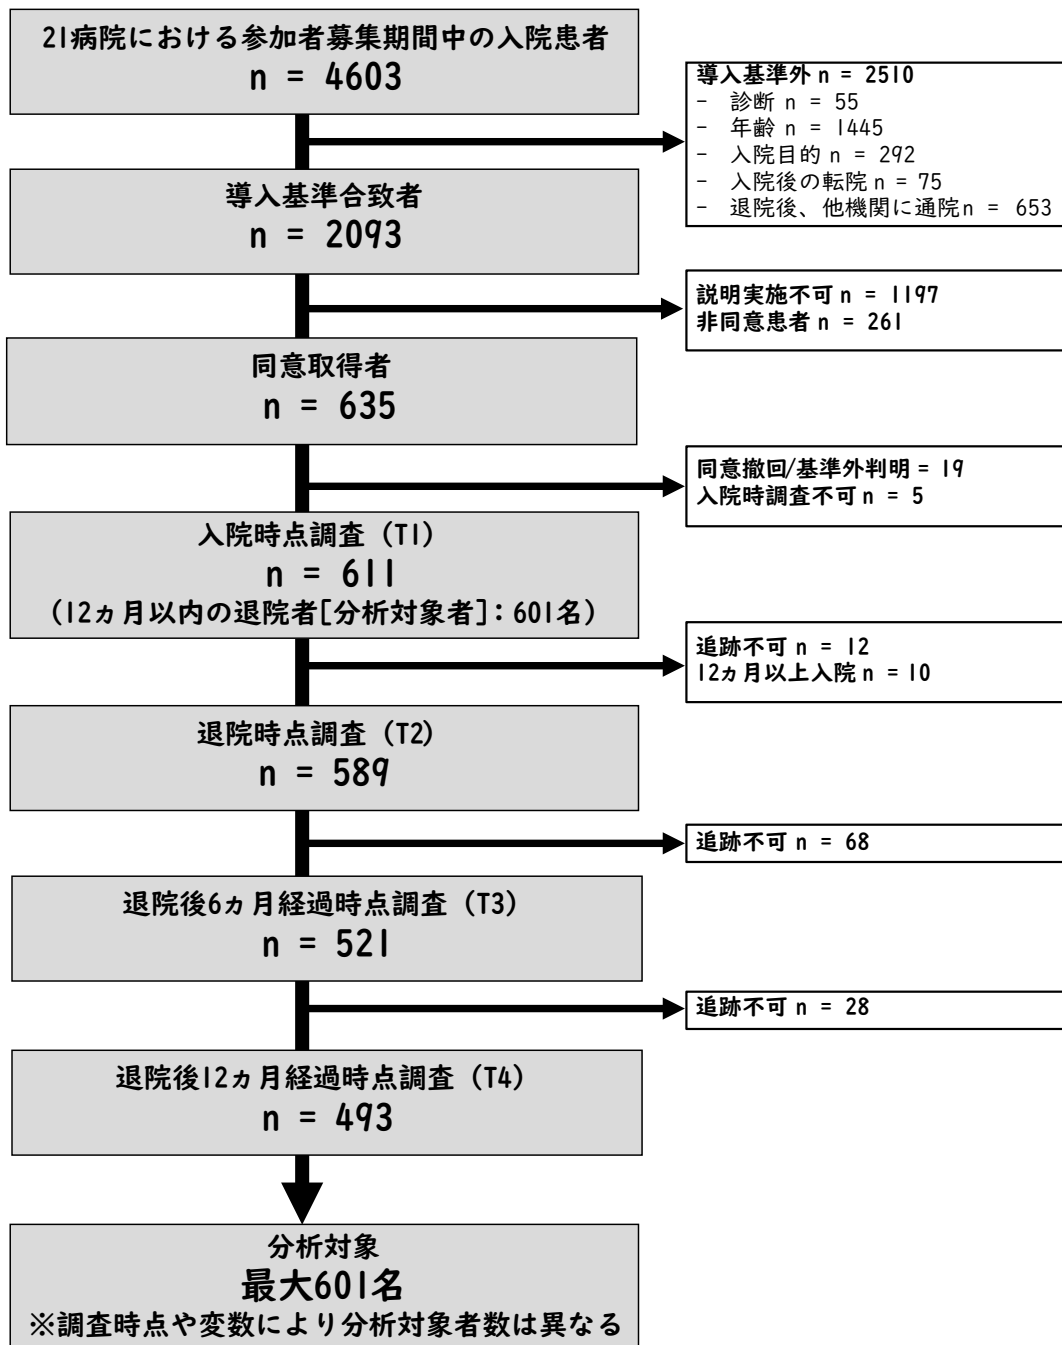 21病院における参加者募集期間中の入院患者
n = 4603
導入基準外 n = 2510
- 診断 n = 55
- 年齢 n = 1445
- 入院目的 n = 292
- 入院後の転院 n = 75
- 退院後、他機関に通院n = 653
導入基準合致者
n = 2093
説明実施不可 n = 1197
非同意患者 n = 261
同意取得者
n = 635
同意撤回/基準外判明 = 19
入院時調査不可 n = 5
入院時点調査（T1）
n = 611
（12ヵ月以内の退院者[分析対象者]：601名）
追跡不可 n = 12
12ヵ月以上入院 n = 10
退院時点調査（T2）
n = 589
追跡不可 n = 68
退院後6ヵ月経過時点調査（T3）
n = 521
追跡不可 n = 28
退院後12ヵ月経過時点調査（T4）
n = 493
分析対象
最大601名
※調査時点や変数により分析対象者数は異なる